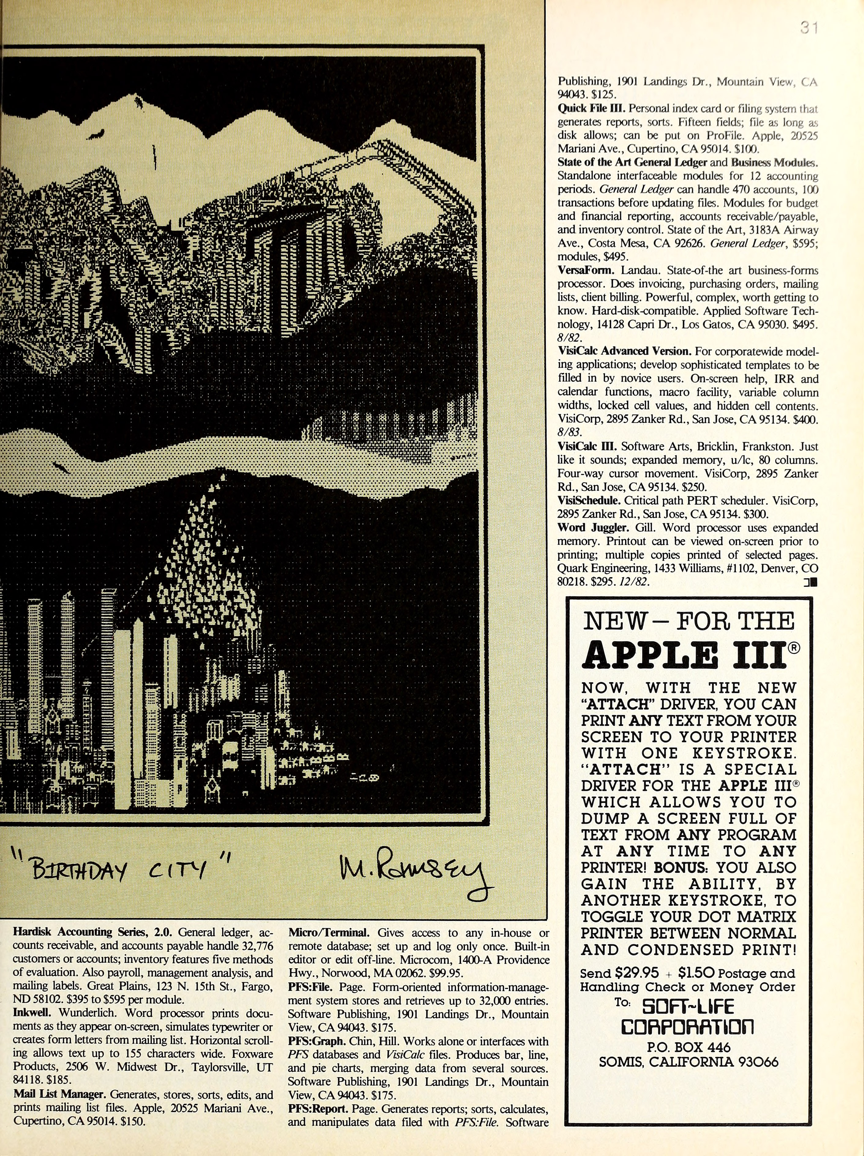 31
"BIRTHDAY CITY"
M. Ramsey
Hardisk Accounting Series, 2.0. General ledger, ac-
counts receivable, and accounts payable handle 32,776
customers or accounts; inventory features five methods
of evaluation. Also payroll, management analysis, and
mailing labels. Great Plains, 123 N. 15th St., Fargo,
ND 58102. $395 to $595 per module.
Inkwell. Wunderlich. Word processor prints docu-
ments as they appear on-screen, simulates typewriter or
creates form letters from mailing list. Horizontal scroll-
ing allows text up to 155 characters wide. Foxware
Products, 2506 W. Midwest Dr., Taylorsville, UT
84118. $185.
Mail List Manager. Generates, stores, sorts, edits, and
prints mailing list files. Apple, 20525 Mariani Ave.,
Cupertino, CA 95014. $150.
Micro/Terminal. Gives access to any in-house or
remote database; set up and log only once. Built-in
editor or edit off-line. Microcom, 1400-A Providence
Hwy., Norwood, MA 02062. $99.95.
PFS:File. Page. Form-oriented information-manage-
ment system stores and retrieves up to 32,000 entries.
Software Publishing, 1901 Landings Dr., Mountain
View, CA 94043. $175.
PFS:Graph. Chin, Hill. Works alone or interfaces with
PFS databases and VisiCalc files. Produces bar, line,
and pie charts, merging data from several sources.
Software Publishing, 1901 Landings Dr., Mountain
View, CA 94043. $175.
PFS:Report. Page. Generates reports; sorts, calculates,
and manipulates data filed with PFS:File. Software
Publishing, 1901 Landings Dr., Mountain View, CA
94043. $125.
Quick File III. Personal index card or filing system that
generates reports, sorts. Fifteen fields; file as long as
disk allows; can be put on ProFile. Apple, 20525
Mariani Ave., Cupertino, CA 95014. $100.
State of the Art General Ledger and Business Modules.
Standalone interfaceable modules for 12 accounting
periods. General Ledger can handle 470 accounts, 100
transactions before updating files. Modules for budget
and financial reporting, accounts receivable/payable,
and inventory control. State of the Art, 3183A Airway
Ave., Costa Mesa, CA 92626. General Ledger, $595;
modules, $495.
VersaForm. Landau. State-of-the art business-forms
processor. Does invoicing, purchasing orders, mailing
lists, client billing. Powerful, complex, worth getting to
know. Hard-disk-compatible. Applied Software Tech-
nology, 14128 Capri Dr., Los Gatos, CA 95030. $495.
8/82.
VisiCalc Advanced Version. For corporatewide model-
ing applications; develop sophisticated templates to be
filled in by novice users. On-screen help, IRR and
calendar functions, macro facility, variable column
widths, locked cell values, and hidden cell contents.
VisiCorp, 2895 Zanker Rd., San Jose, CA 95134. $400.
8/83.
VisiCalc III. Software Arts, Bricklin, Frankston. Just
like it sounds; expanded memory, u/lc, 80 columns.
Four-way cursor movement. VisiCorp, 2895 Zanker
Rd., San Jose, CA 95134. $250.
VisiSchedule. Critical path PERT scheduler. VisiCorp,
2895 Zanker Rd., San Jose, CA 95134. $300.
Word Juggler. Gill. Word processor uses expanded
memory. Printout can be viewed on-screen prior to
printing; multiple copies printed of selected pages.
Quark Engineering, 1433 Williams, #1102, Denver, CO
80218. $295. 12/82.
NEW – FOR THE
APPLE III®
NOW, WITH THE NEW
"ATTACH" DRIVER, YOU CAN
PRINT ANY TEXT FROM YOUR
SCREEN TO YOUR PRINTER
WITH ONE KEYSTROKE.
"ATTACH" IS A SPECIAL
DRIVER FOR THE APPLE III®
WHICH ALLOWS YOU TO
DUMP A SCREEN FULL OF
TEXT FROM ANY PROGRAM
AT ANY TIME TO ANY
PRINTER! BONUS: YOU ALSO
GAIN THE ABILITY, BY
ANOTHER KEYSTROKE, TO
TOGGLE YOUR DOT MATRIX
PRINTER BETWEEN NORMAL
AND CONDENSED PRINT!
Send $29.95 + $1.50 Postage and
Handling Check or Money Order
To: SOFT~LIFE
CORPORATION
P.O. BOX 446
SOMIS, CALIFORNIA 93066